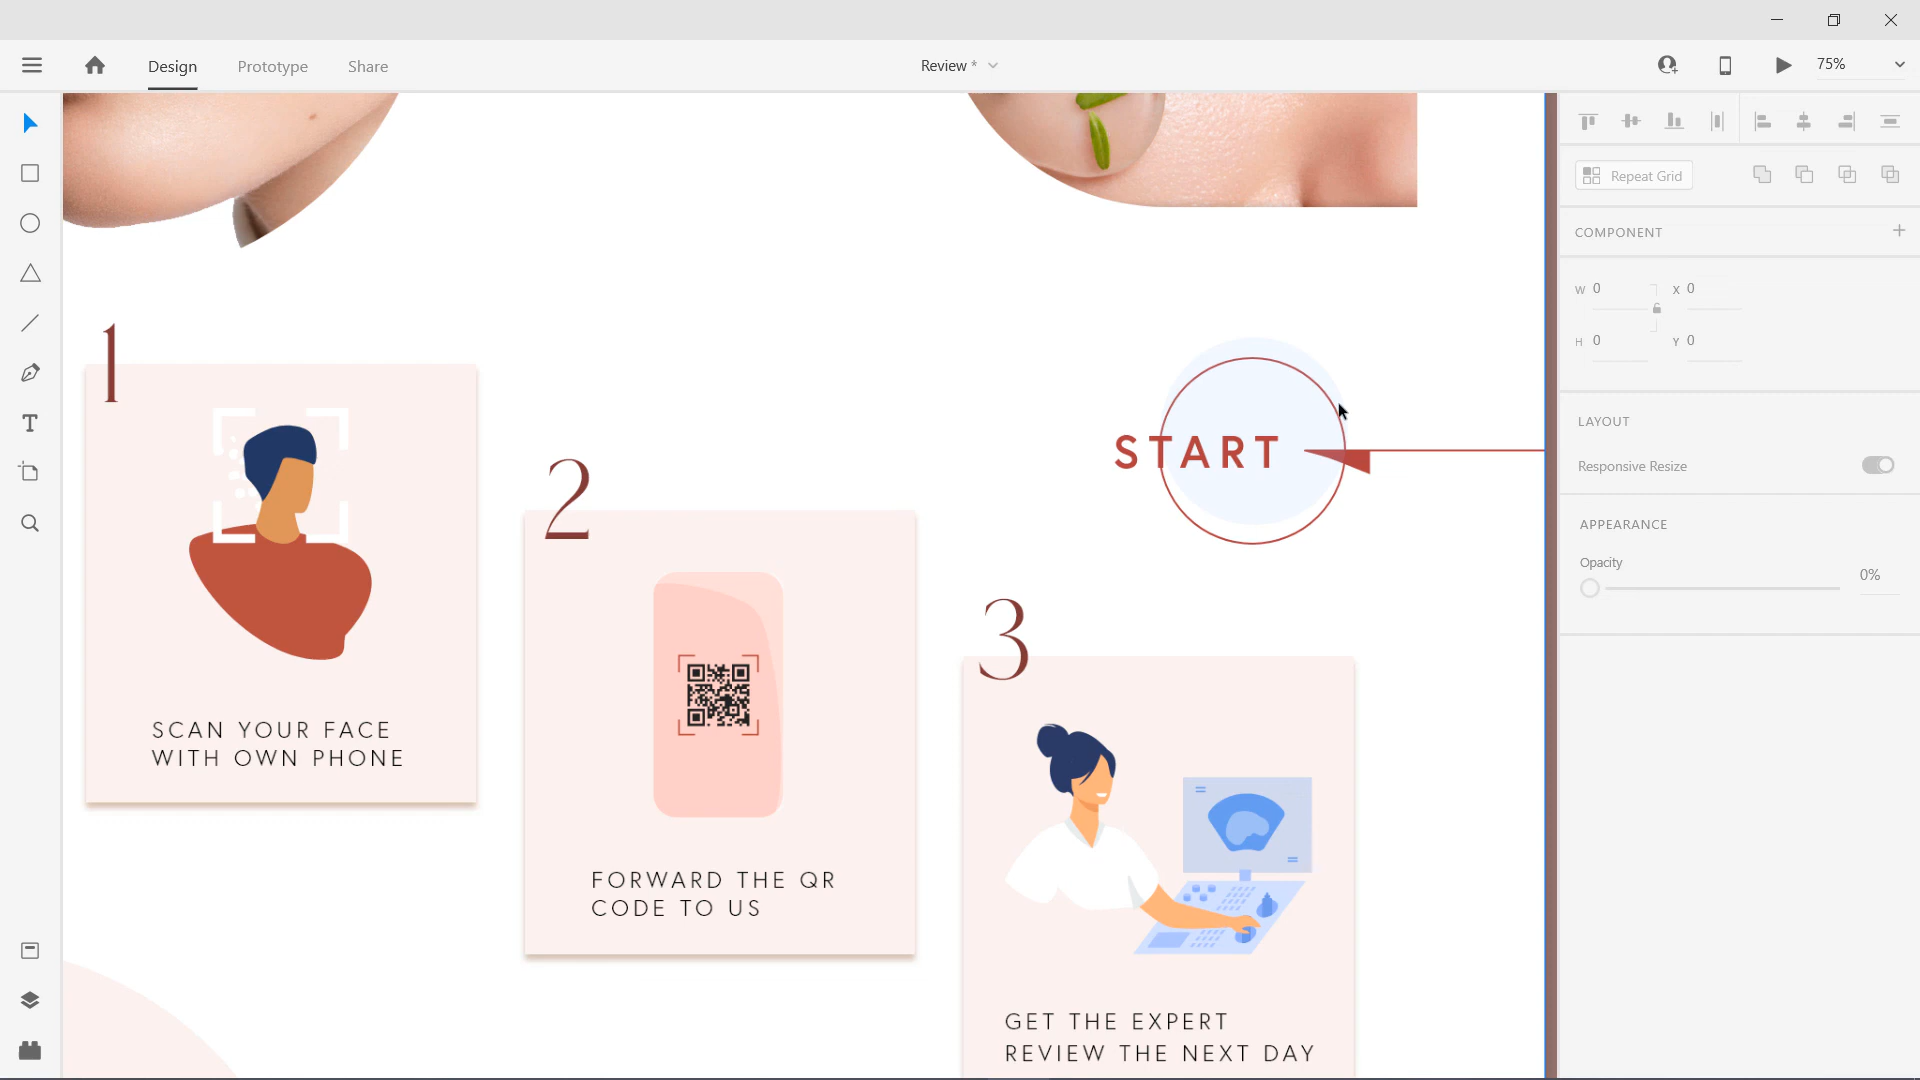 Design
Prototype
Share
Review *
75%
Repeat Grid
COMPONENT
W 0
X 0
H 0
Y 0
LAYOUT
Responsive Resize
APPEARANCE
Opacity
0%
1
START
2
3
SCAN YOUR FACE
WITH OWN PHONE
FORWARD THE QR
CODE TO US
GET THE EXPERT
REVIEW THE NEXT DAY